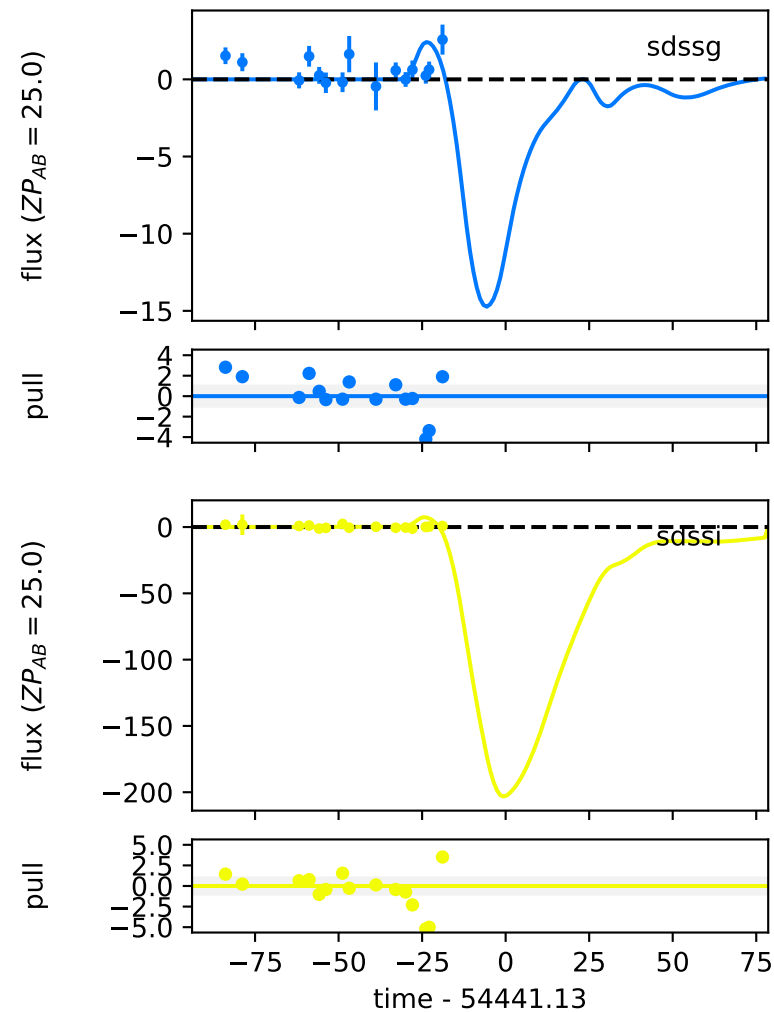 sdssg
flux (ZP_AB = 25.0)
0
−5
−10
−15
pull
4
2
0
−2
−4
sdssi
flux (ZP_AB = 25.0)
0
−50
−100
−150
−200
pull
5.0
2.5
0.0
−2.5
−5.0
−75 −50 −25 0 25 50 75
time - 54441.13